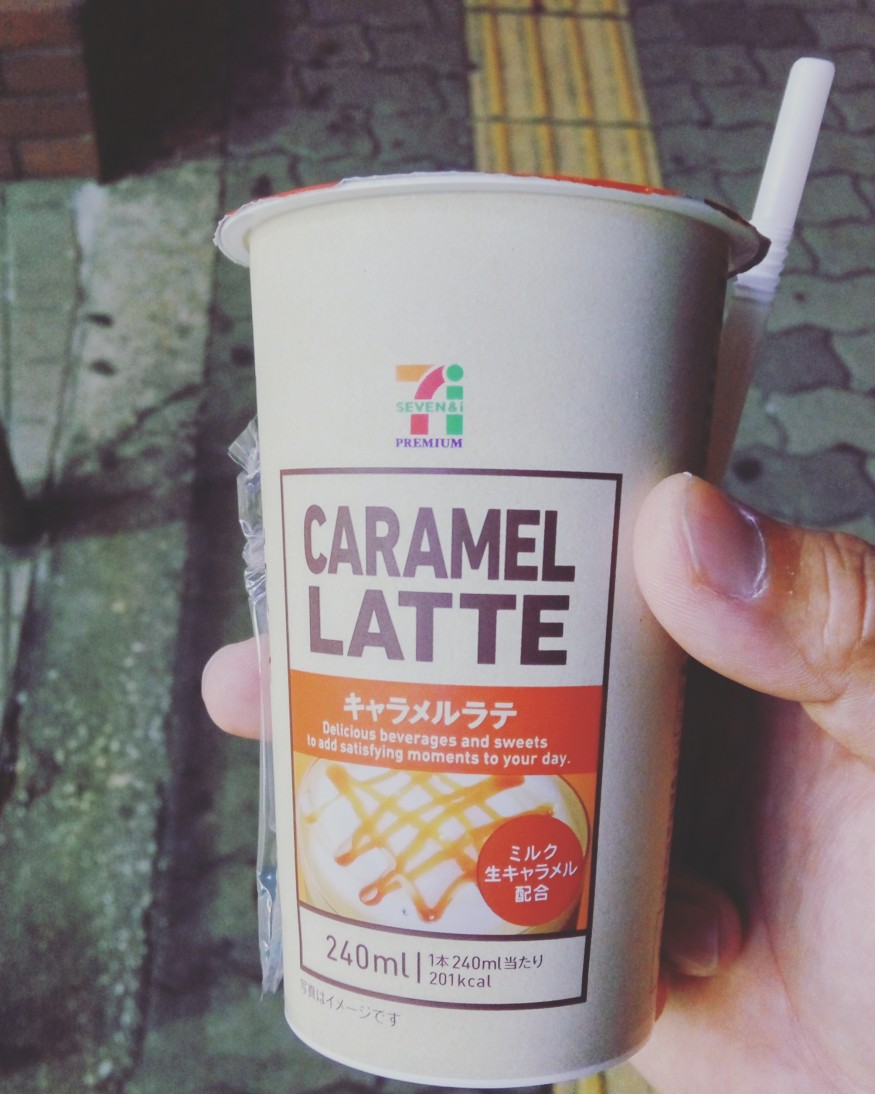 SEVEN&i
PREMIUM
CARAMEL
LATTE
キャラメルラテ
Delicious beverages and sweets
to add satisfying moments to your day.
ミルク
生キャラメル
配合
240ml
1本240ml当たり
201kcal
写真はイメージです